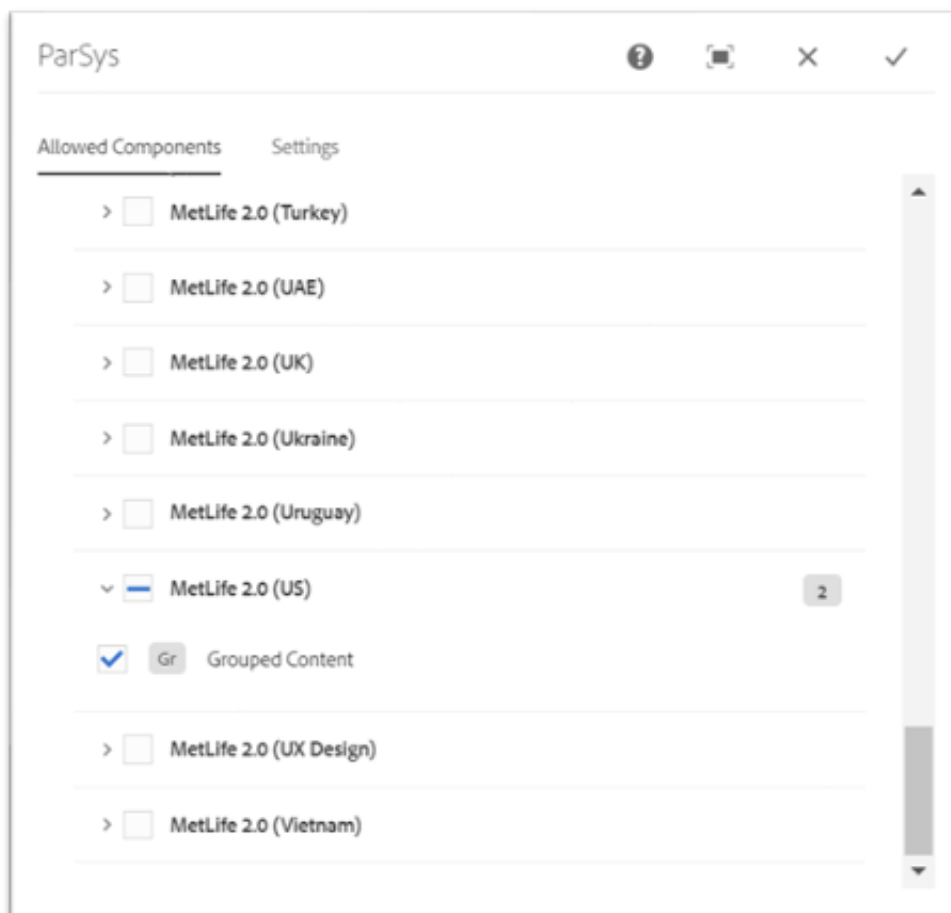 ParSys
Allowed Components Settings
MetLife 2.0 (Turkey)
MetLife 2.0 (UAE)
MetLife 2.0 (UK)
MetLife 2.0 (Ukraine)
MetLife 2.0 (Uruguay)
MetLife 2.0 (US) 2
Gr Grouped Content
MetLife 2.0 (UX Design)
MetLife 2.0 (Vietnam)